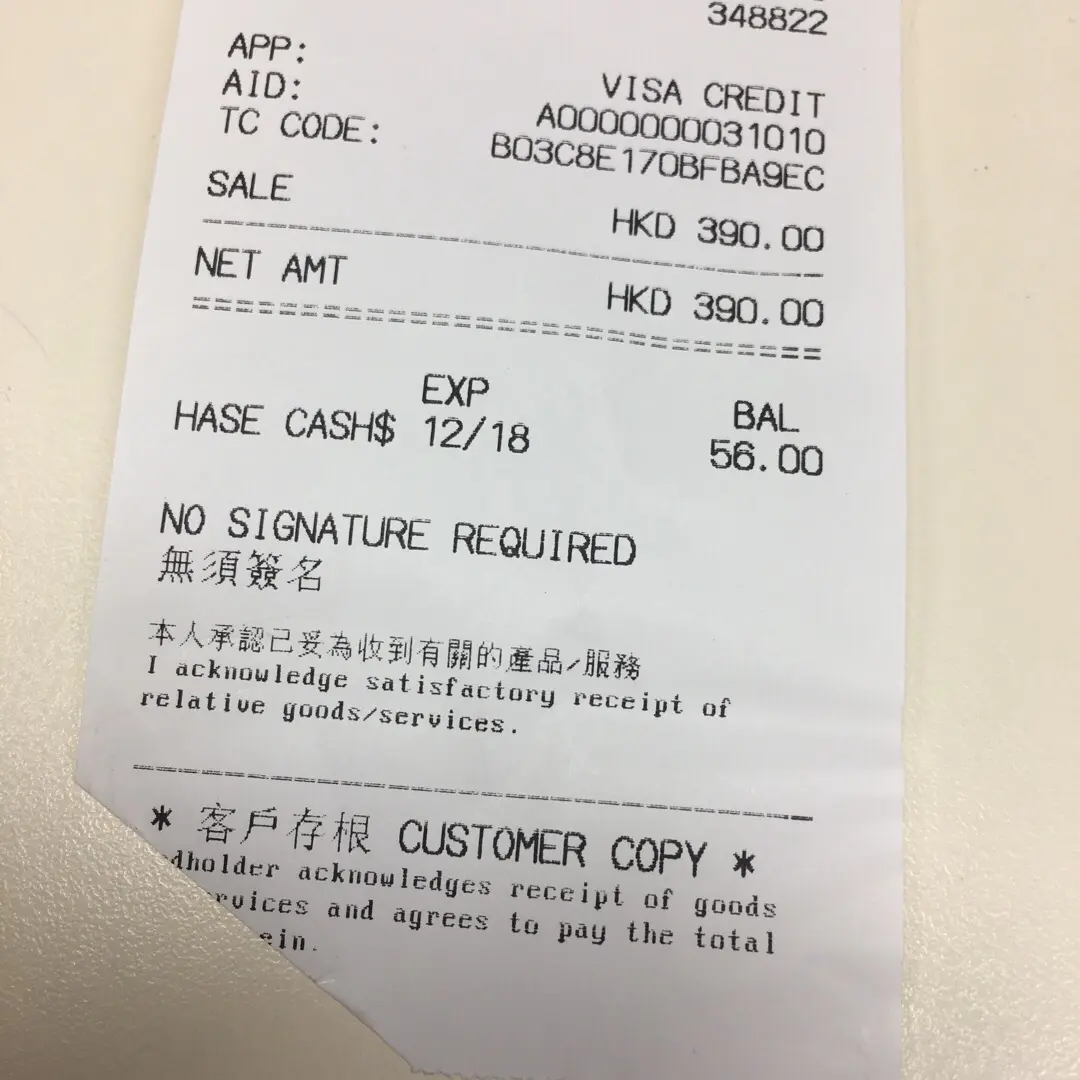 348822
APP: VISA CREDIT
AID: A0000000031010
TC CODE: B03C8E170BFBA9EC
SALE HKD 390.00
NET AMT HKD 390.00
EXP BAL
HASE CASH$ 12/18 56.00
NO SIGNATURE REQUIRED
無須簽名
本人承認已妥為收到有關的產品/服務
I acknowledge satisfactory receipt of
relative goods/services.
* 客戶存根 CUSTOMER COPY *
dholder acknowledges receipt of goods
rvices and agrees to pay the total
ein.